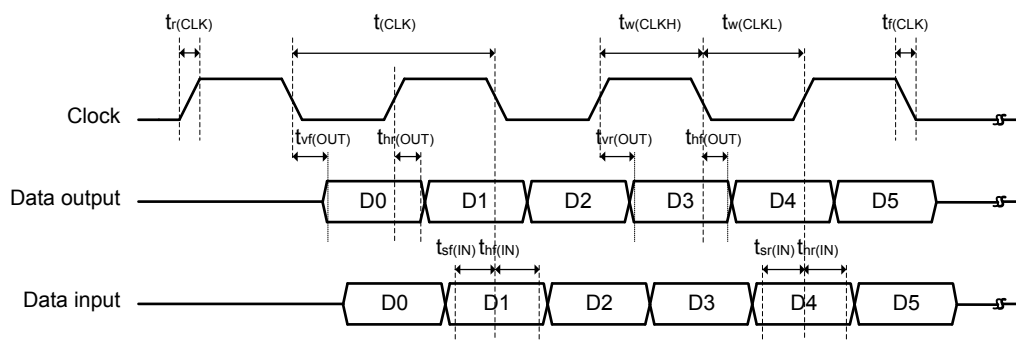 tr(CLK) t(CLK) tw(CLKH) tw(CLKL) tf(CLK)
Clock
tvf(OUT) thr(OUT) tvr(OUT) thf(OUT)
Data output D0 D1 D2 D3 D4 D5
tsf(IN) thf(IN) tsr(IN) thr(IN)
Data input D0 D1 D2 D3 D4 D5